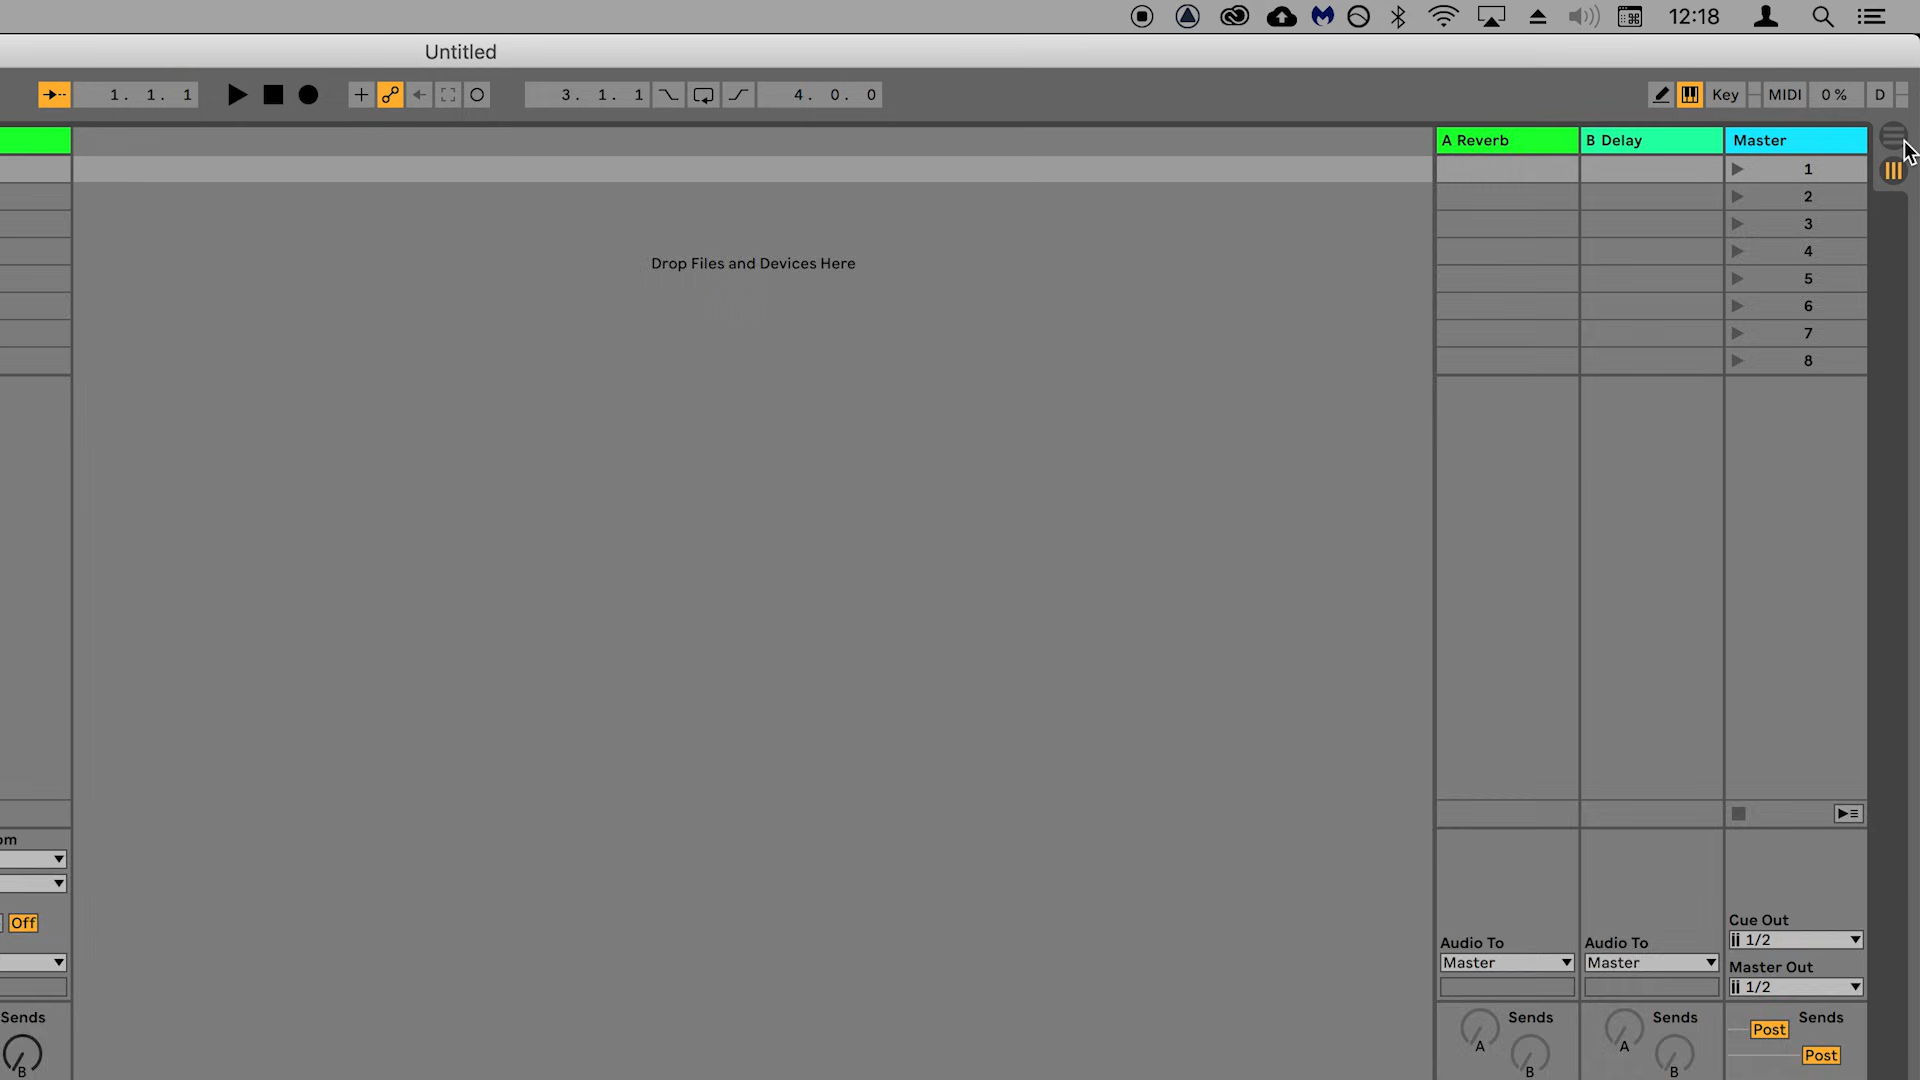 12:18
Untitled
1. 1. 1
3. 1. 1
4. 0. 0
Key
MIDI
0 %
D
A Reverb
B Delay
Master
1
2
3
4
5
6
7
8
Drop Files and Devices Here
om
Off
Sends
B
Audio To
Master
Sends
A
B
Audio To
Master
Sends
A
B
Cue Out
1/2
Master Out
1/2
Sends
Post
Post